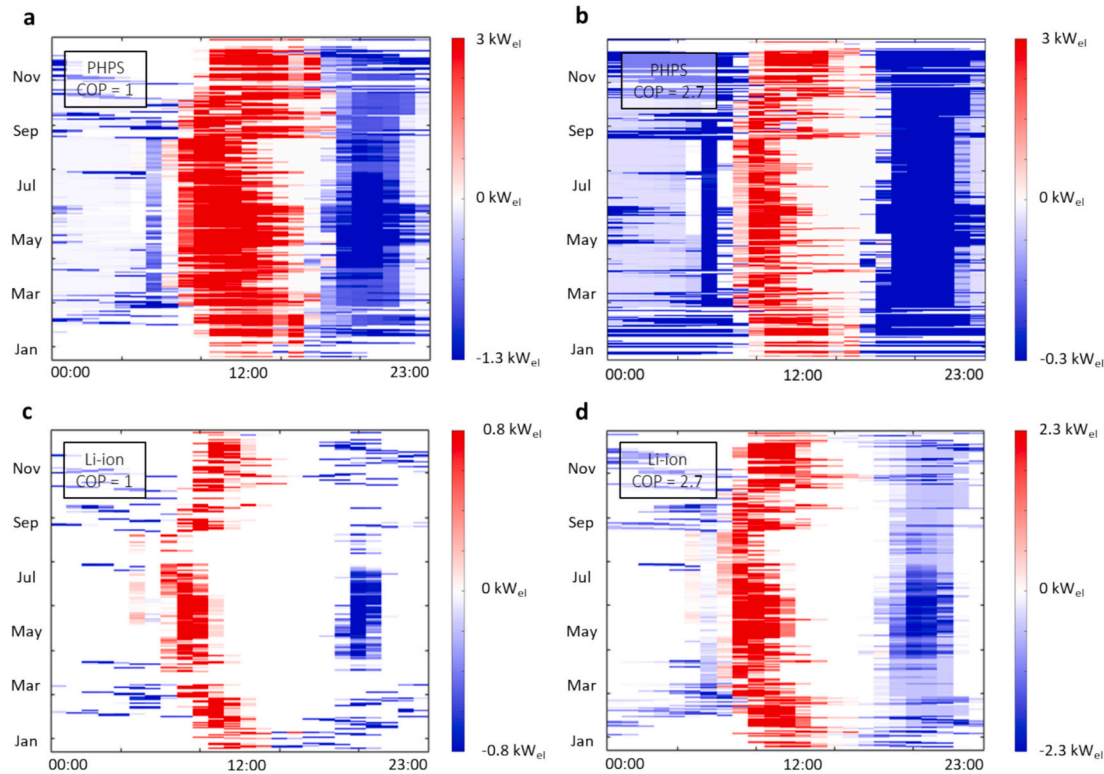 a
PHPS
COP = 1
Nov
Sep
Jul
May
Mar
Jan
00:00
12:00
23:00
3 kWel
0 kWel
-1.3 kWel
b
PHPS
COP = 2.7
Nov
Sep
Jul
May
Mar
Jan
00:00
12:00
23:00
3 kWel
0 kWel
-0.3 kWel
c
Li-ion
COP = 1
Nov
Sep
Jul
May
Mar
Jan
00:00
12:00
23:00
0.8 kWel
0 kWel
-0.8 kWel
d
Li-ion
COP = 2.7
Nov
Sep
Jul
May
Mar
Jan
00:00
12:00
23:00
2.3 kWel
0 kWel
-2.3 kWel